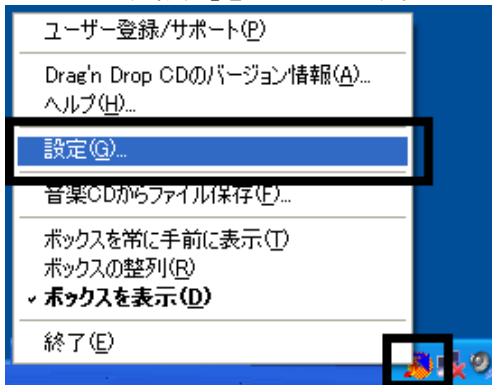 ユーザー登録/サポート(P)
Drag'n Drop CDのバージョン情報(A)...
ヘルプ(H)...
設定(G)...
音楽CDからファイル保存(F)...
ボックスを常に手前に表示(T)
ボックスの整列(R)
ボックスを表示(D)
終了(E)